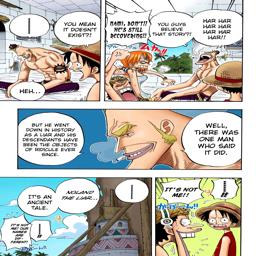 HAR HAR
HAR HAR
HAR HAR
HAR!
YOU GUYS
BELIEVE
THAT STORY?!
NAMI, DON'T!!
HE'S STILL
RECOVERING!!
YOU MEAN
IT DOESN'T
EXIST?!
HEH...
WELL,
THERE WAS
ONE MAN
WHO SAID
IT DID.
BUT HE WENT
DOWN IN HISTORY
AS A LIAR AND HIS
DESCENDANTS HAVE
BEEN THE OBJECTS
OF RIDICULE EVER
SINCE.
IT'S NOT
ME!!
NOLAND
THE LIAR...
IT'S AN
ANCIENT
TALE.